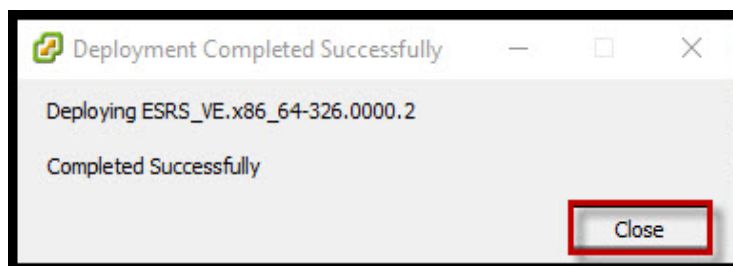 Deployment Completed Successfully
Deploying ESRS_VE.x86_64-326.0000.2
Completed Successfully
Close